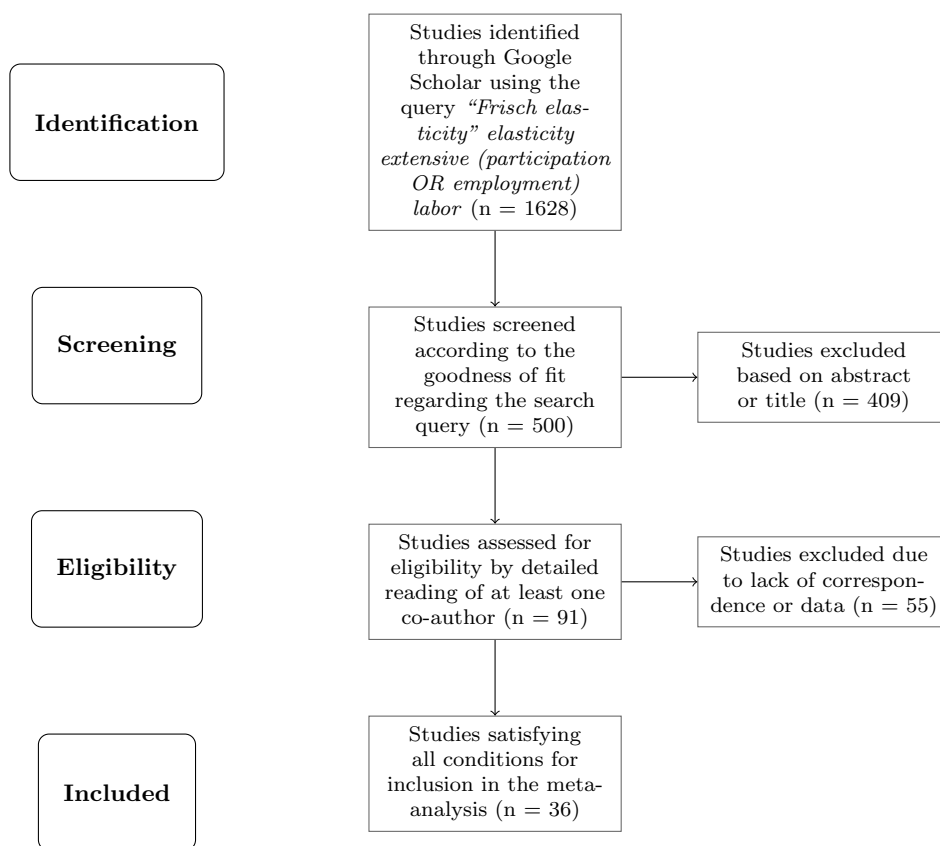 Studies identified
through Google
Scholar using the
query “Frisch elas-
ticity” elasticity
extensive (participation
OR employment)
labor (n = 1628)
Identification
Studies screened
according to the
goodness of fit
regarding the search
query (n = 500)
Screening
Studies excluded
based on abstract
or title (n = 409)
Studies assessed for
eligibility by detailed
reading of at least one
co-author (n = 91)
Eligibility
Studies excluded due
to lack of correspon-
dence or data (n = 55)
Studies satisfying
all conditions for
inclusion in the meta-
analysis (n = 36)
Included